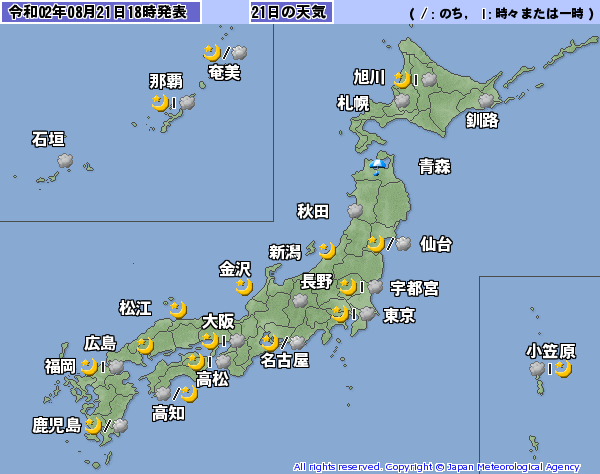 令和02年08月21日18時発表 21日の天気 ( /: のち, |: 時々または一時 )
奄美
那覇
石垣
旭川
札幌
釧路
青森
秋田
仙台
新潟
金沢
長野
宇都宮
松江
大阪
東京
広島
名古屋
福岡
高松
高知
鹿児島
小笠原
All rights reserved. Copyright © Japan Meteorological Agency